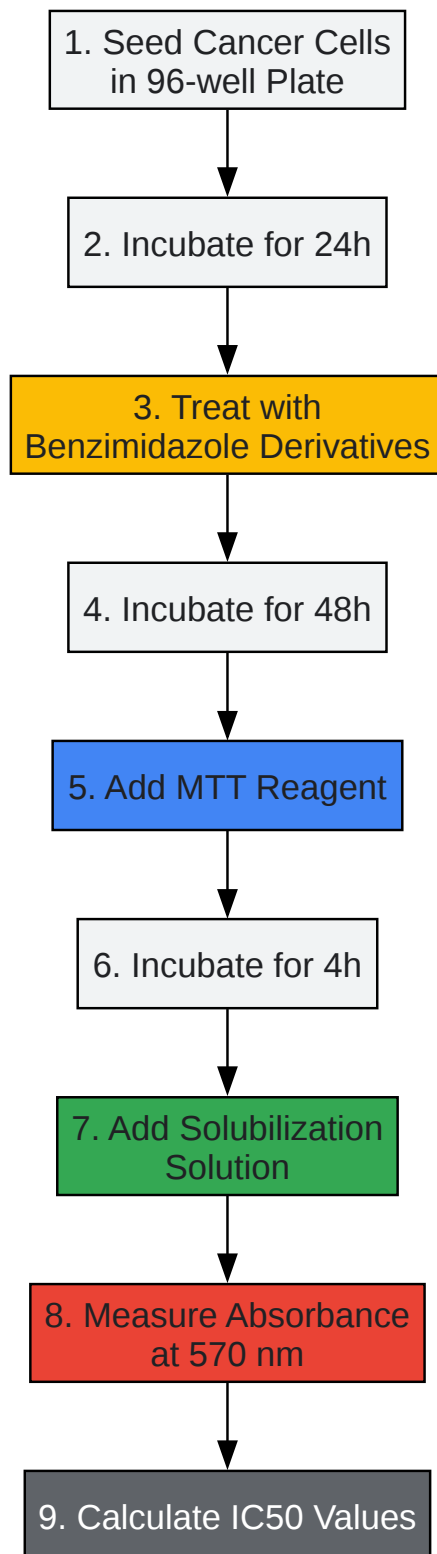 1. Seed Cancer Cells
in 96-well Plate
2. Incubate for 24h
3. Treat with
Benzimidazole Derivatives
4. Incubate for 48h
5. Add MTT Reagent
6. Incubate for 4h
7. Add Solubilization
Solution
8. Measure Absorbance
at 570 nm
9. Calculate IC50 Values